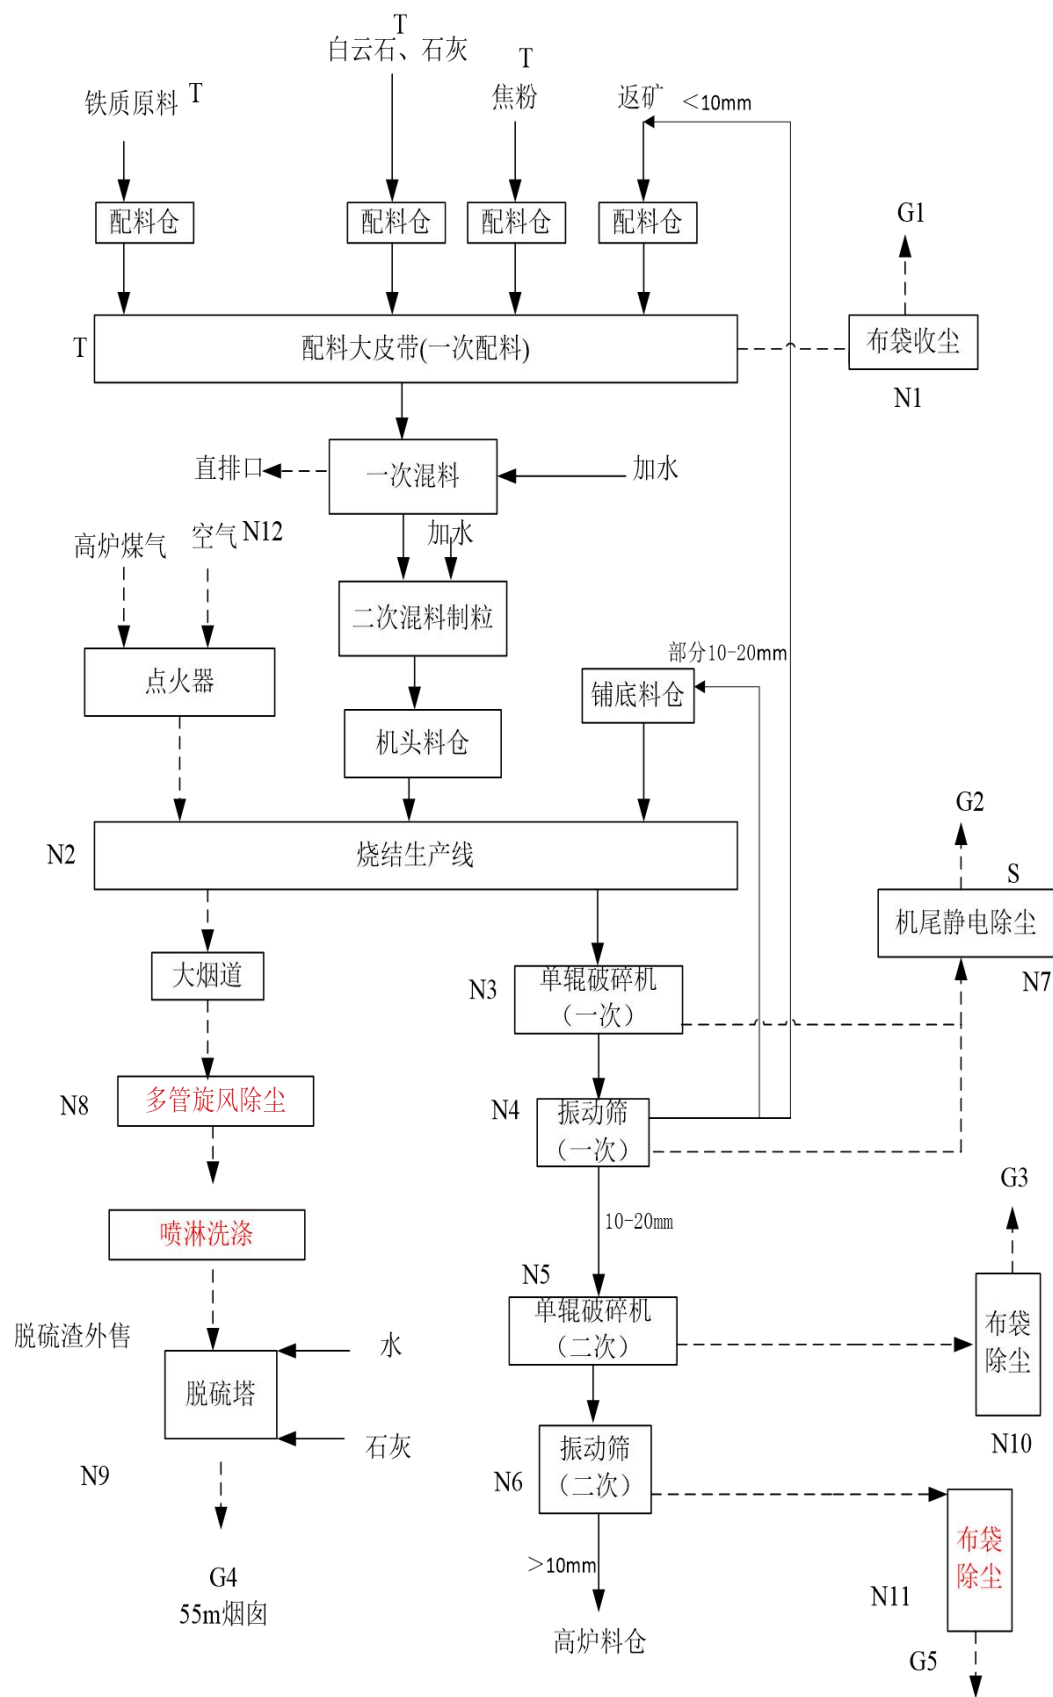 T
白云石、石灰
T
铁质原料 T
焦粉
返矿
＜10mm
配料仓
配料仓
配料仓
配料仓
G1
T
配料大皮带(一次配料)
布袋收尘
N1
直排口
一次混料
加水
高炉煤气
空气 N12
加水
二次混料制粒
点火器
部分10-20mm
铺底料仓
机头料仓
G2
N2
烧结生产线
S
机尾静电除尘
N7
大烟道
N3
单辊破碎机
（一次）
N8
多管旋风除尘
N4
振动筛
（一次）
G3
喷淋洗涤
10-20mm
N5
脱硫渣外售
水
单辊破碎机
（二次）
布袋
除尘
N10
脱硫塔
石灰
N9
N6
振动筛
（二次）
布袋
除尘
N11
＞10mm
G4
55m烟囱
高炉料仓
G5